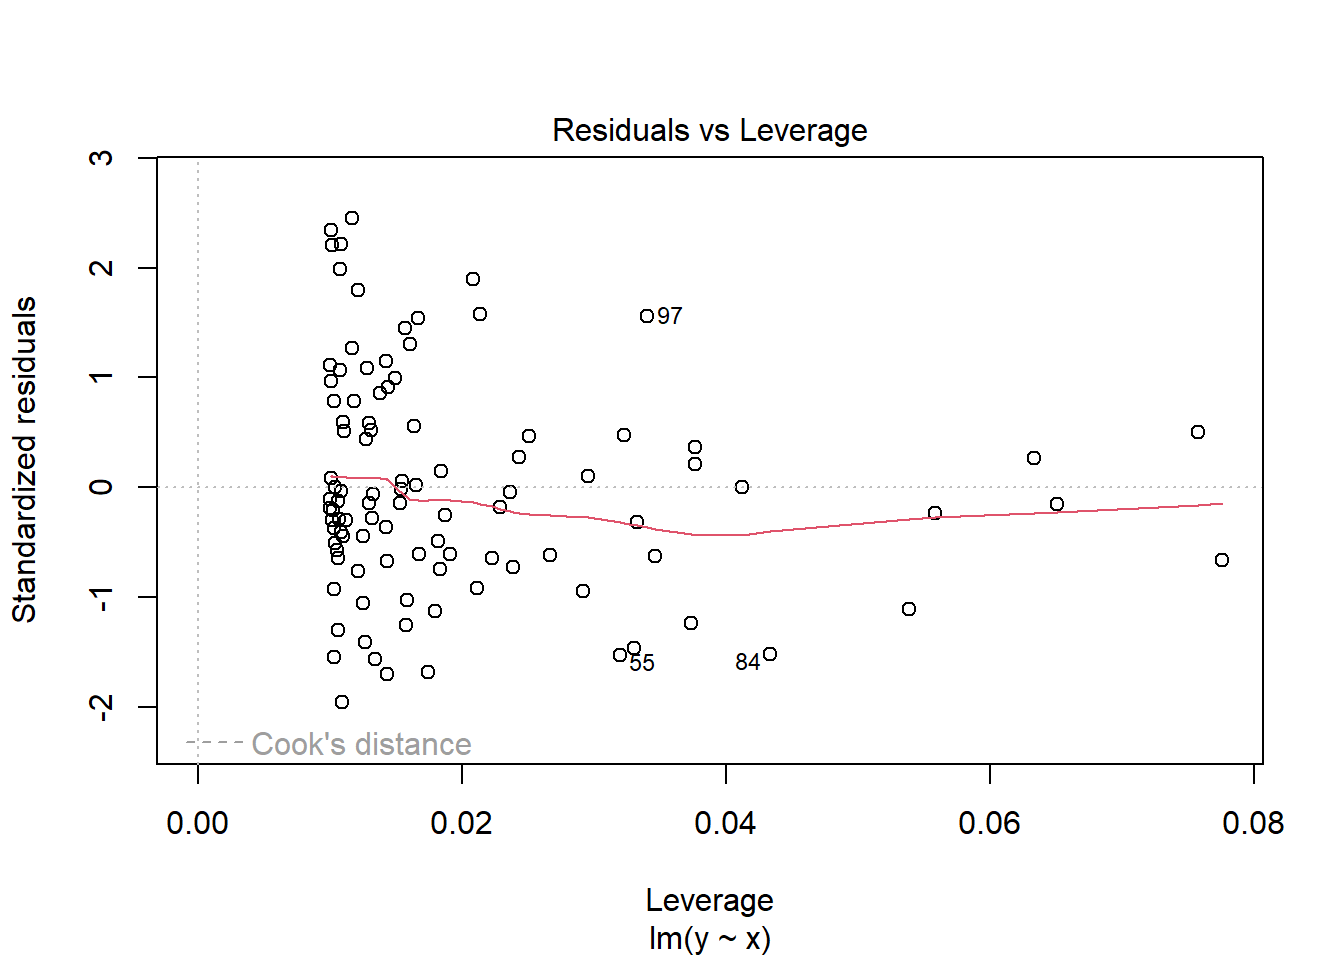 Residuals vs Leverage
Standardized residuals
3
2
1
0
-1
-2
97
55
84
Cook's distance
0.00 0.02 0.04 0.06 0.08
Leverage
lm(y ~ x)